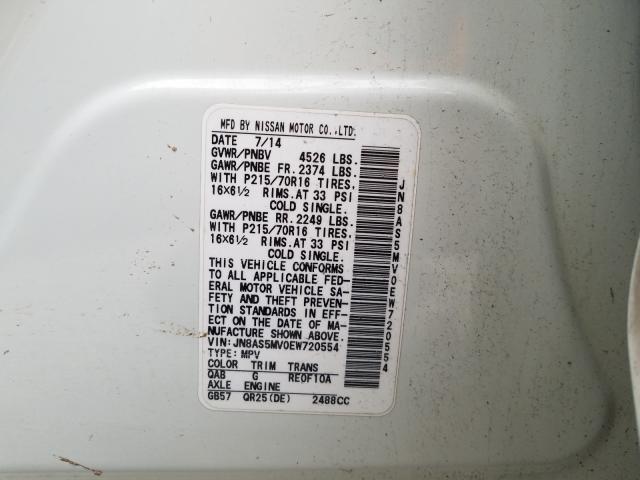 MFD BY NISSAN MOTOR CO.,LTD.
DATE 7/14
GVWR/PNBV 4526 LBS.
GAWR/PNBE FR. 2374 LBS.
WITH P215/70R16 TIRES,
16X6½ RIMS.AT 33 PSI
COLD SINGLE.
GAWR/PNBE RR. 2249 LBS.
WITH P215/70R16 TIRES,
16X6½ RIMS.AT 33 PSI
COLD SINGLE.
THIS VEHICLE CONFORMS
TO ALL APPLICABLE FED-
ERAL MOTOR VEHICLE SA-
FETY AND THEFT PREVEN-
TION STANDARDS IN EFF-
ECT ON THE DATE OF MA-
NUFACTURE SHOWN ABOVE.
VIN: JN8AS5MV0EW720554
TYPE: MPV
COLOR TRIM TRANS
QAB G RE0F10A
AXLE ENGINE
GB57 QR25(DE) 2488CC
JN8AS5MV0EW720554